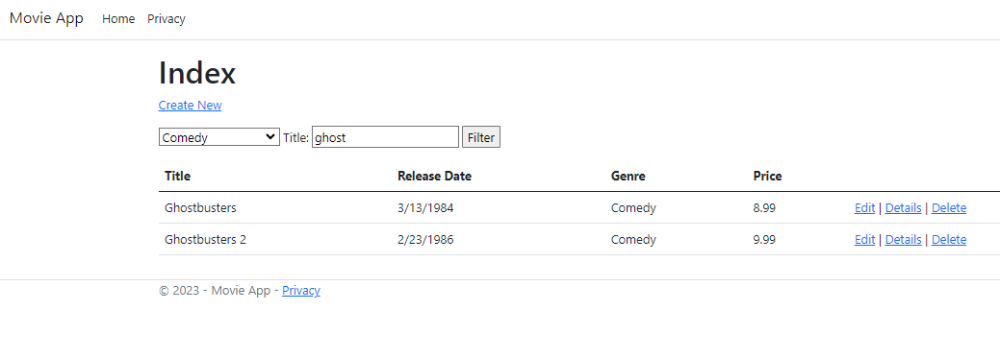 Movie App Home Privacy
Index
Create New
Comedy Title: ghost Filter
Title Release Date Genre Price
Ghostbusters 3/13/1984 Comedy 8.99 Edit | Details | Delete
Ghostbusters 2 2/23/1986 Comedy 9.99 Edit | Details | Delete
© 2023 - Movie App - Privacy